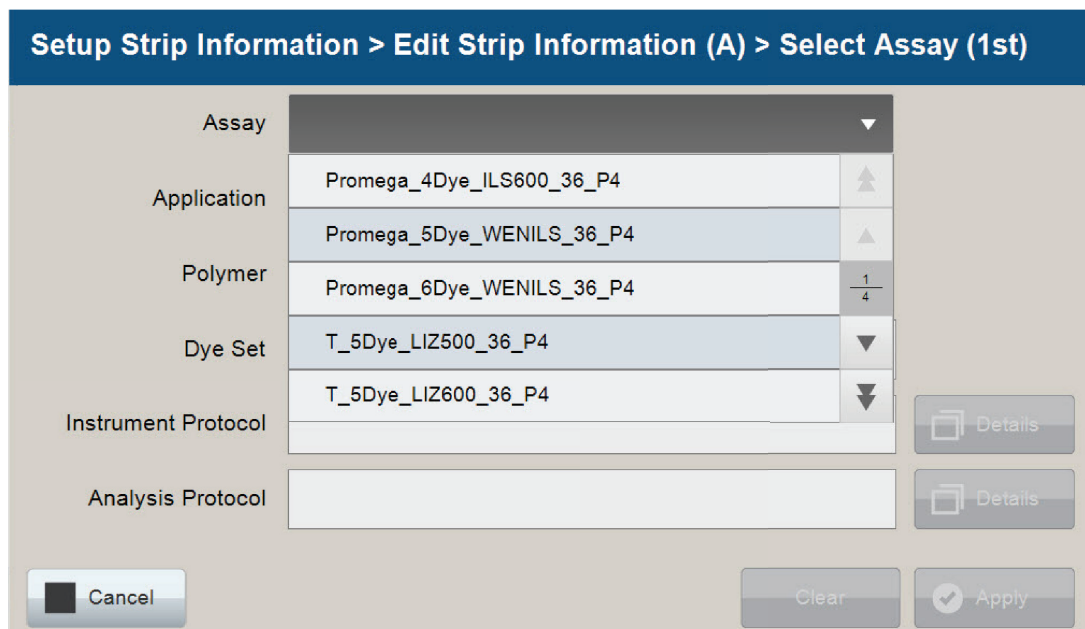 Setup Strip Information > Edit Strip Information (A) > Select Assay (1st)
Assay
Promega_4Dye_ILS600_36_P4
Application
Promega_5Dye_WENILS_36_P4
Polymer
Promega_6Dye_WENILS_36_P4
1
4
Dye Set
T_5Dye_LIZ500_36_P4
T_5Dye_LIZ600_36_P4
Instrument Protocol
Details
Analysis Protocol
Details
Cancel
Clear
Apply